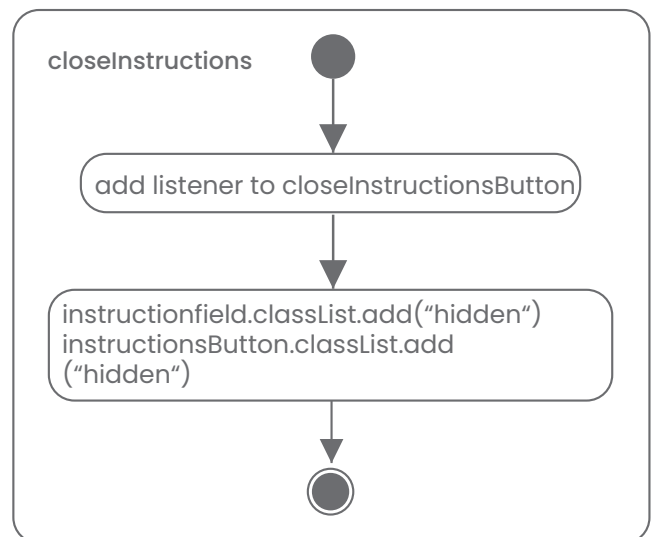 closeInstructions
add listener to closeInstructionsButton
instructionfield.classList.add(“hidden“)
instructionsButton.classList.add
(“hidden“)